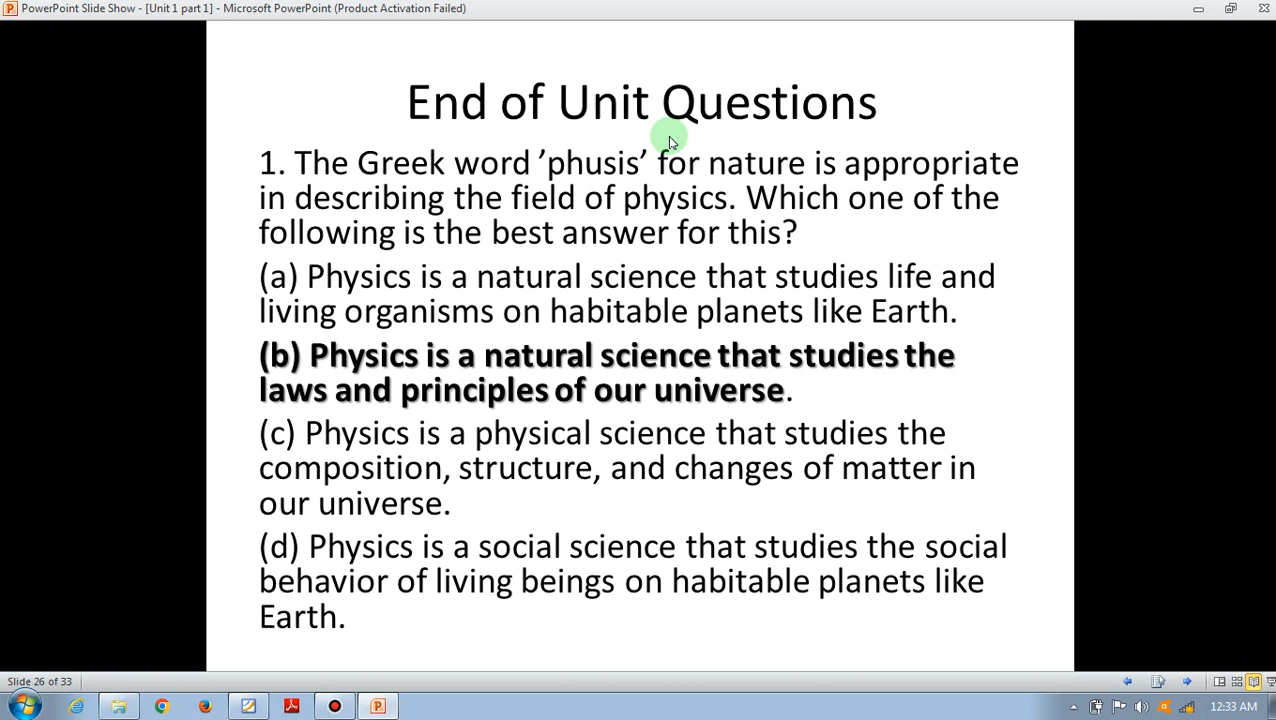 PowerPoint Slide Show - [Unit 1 part 1] - Microsoft PowerPoint (Product Activation Failed)
End of Unit Questions
1. The Greek word ’phusis’ for nature is appropriate
in describing the field of physics. Which one of the
following is the best answer for this?
(a) Physics is a natural science that studies life and
living organisms on habitable planets like Earth.
(b) Physics is a natural science that studies the
laws and principles of our universe.
(c) Physics is a physical science that studies the
composition, structure, and changes of matter in
our universe.
(d) Physics is a social science that studies the social
behavior of living beings on habitable planets like
Earth.
Slide 26 of 33
12:33 AM